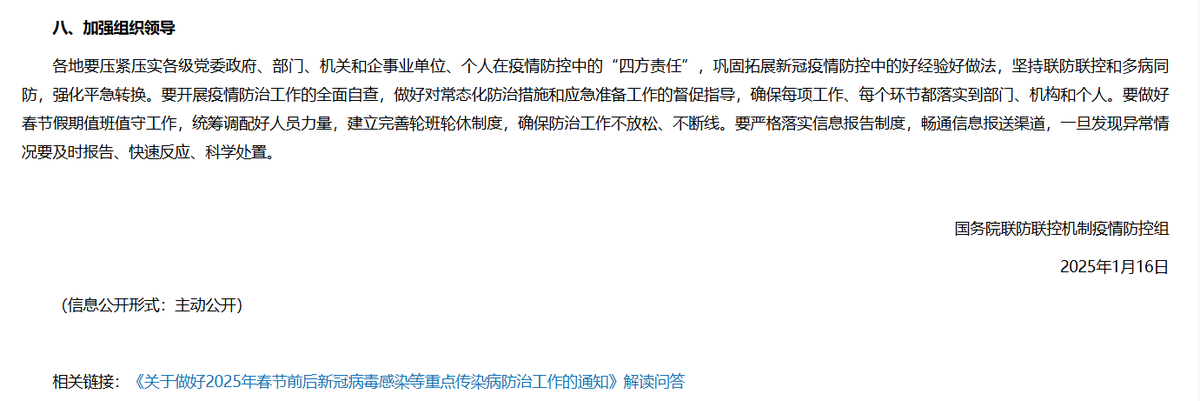 八、加强组织领导
各地要压紧压实各级党委政府、部门、机关和企事业单位、个人在疫情防控中的“四方责任”，巩固拓展新冠疫情防控中的好经验好做法，坚持联防联控和多病同
防，强化平急转换。要开展疫情防治工作的全面自查，做好对常态化防治措施和应急准备工作的督促指导，确保每项工作、每个环节都落实到部门、机构和个人。要做好
春节假期值班值守工作，统筹调配好人员力量，建立完善轮班轮休制度，确保防治工作不放松、不断线。要严格落实信息报告制度，畅通信息报送渠道，一旦发现异常情
况要及时报告、快速反应、科学处置。
国务院联防联控机制疫情防控组
2025年1月16日
（信息公开形式：主动公开）
相关链接：《关于做好2025年春节前后新冠病毒感染等重点传染病防治工作的通知》解读问答